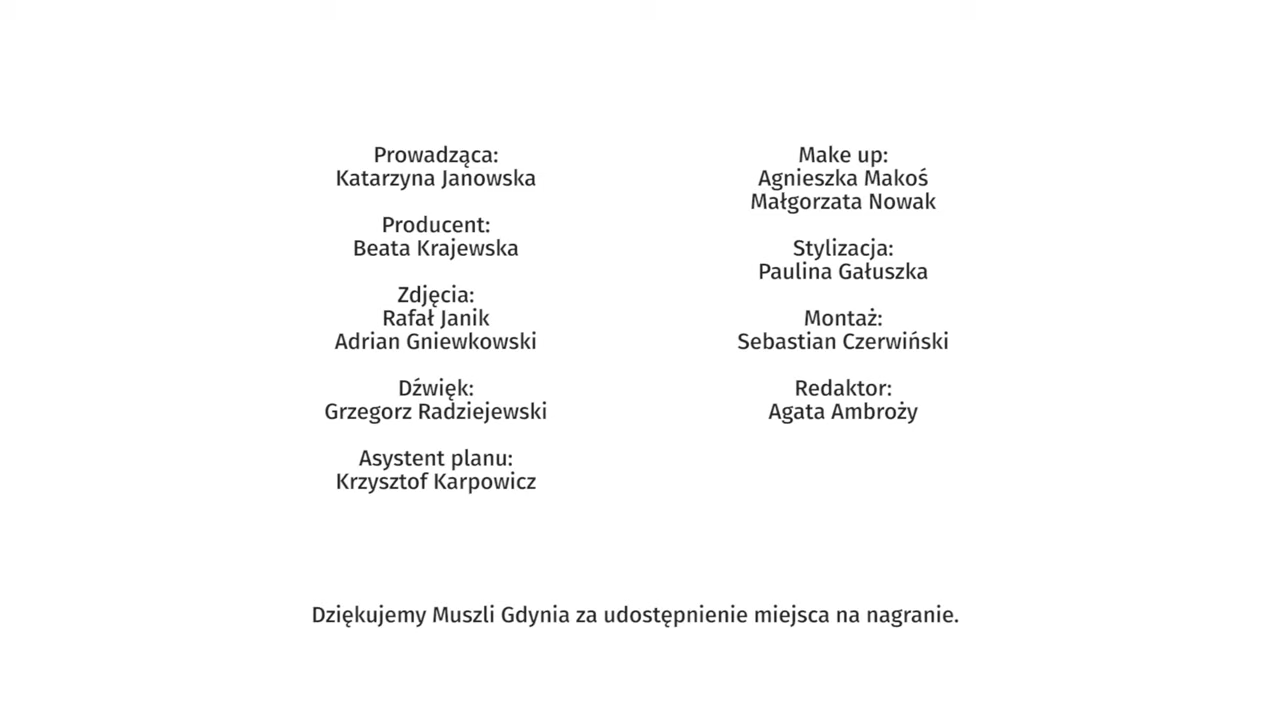 Prowadząca:
Katarzyna Janowska
Producent:
Beata Krajewska
Zdjęcia:
Rafał Janik
Adrian Gniewkowski
Dźwięk:
Grzegorz Radziejewski
Asystent planu:
Krzysztof Karpowicz
Make up:
Agnieszka Makoś
Małgorzata Nowak
Stylizacja:
Paulina Gałuszka
Montaż:
Sebastian Czerwiński
Redaktor:
Agata Ambroży
Dziękujemy Muszli Gdynia za udostępnienie miejsca na nagranie.